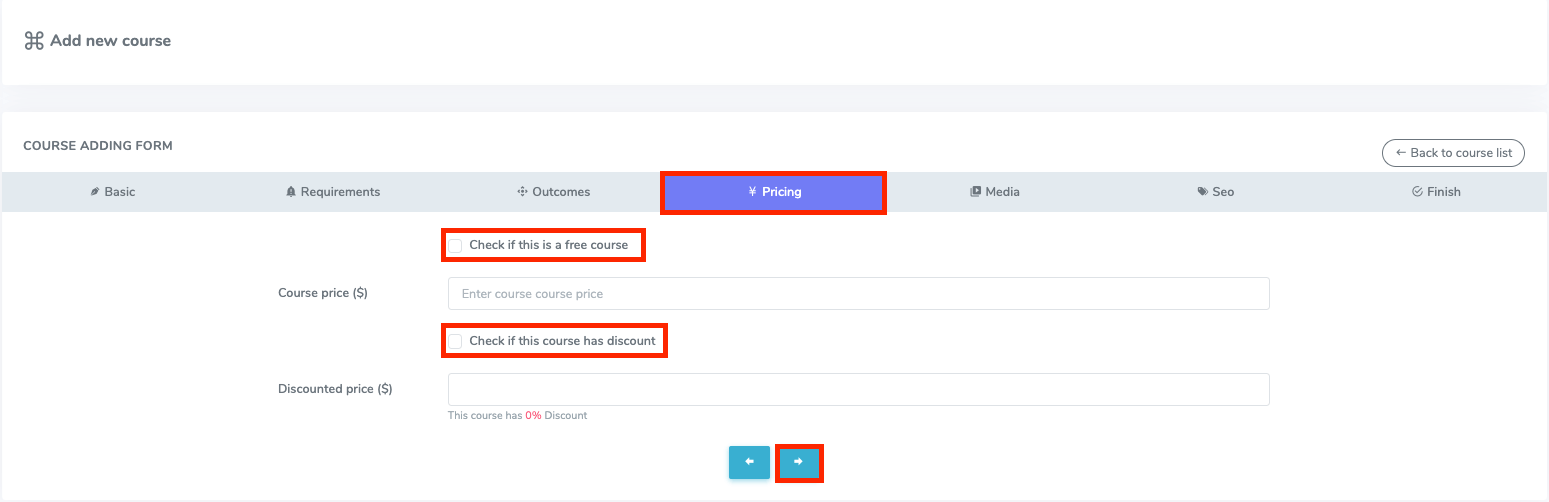 Add new course
COURSE ADDING FORM
← Back to course list
Basic Requirements Outcomes ¥ Pricing Media Seo Finish
Check if this is a free course
Course price ($) Enter course course price
Check if this course has discount
Discounted price ($)
This course has 0% Discount